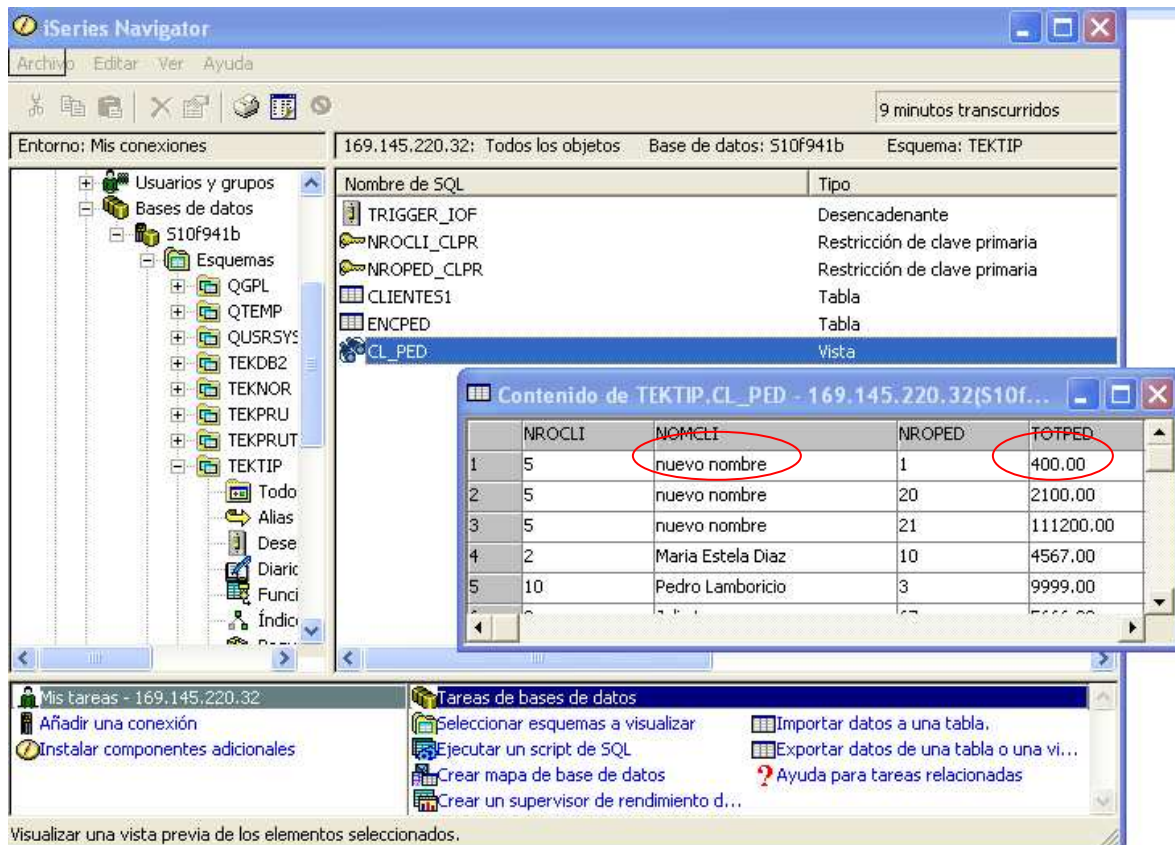 iSeries Navigator
Archivo Editar Ver Ayuda
9 minutos transcurridos
Entorno: Mis conexiones
169.145.220.32: Todos los objetos Base de datos: S10f941b Esquema: TEKTIP
Usuarios y grupos
Bases de datos
S10f941b
Esquemas
QGPL
QTEMP
QUSRSYS
TEKDB2
TEKNOR
TEKPRU
TEKPRUT
TEKTIP
Todo
Alias
Dese
Diaric
Funci
Índic
Nombre de SQL Tipo
TRIGGER_IOF Desencadenante
NROCLI_CLPR Restricción de clave primaria
NROPED_CLPR Restricción de clave primaria
CLIENTES1 Tabla
ENCPED Tabla
CL_PED Vista
Contenido de TEKTIP.CL_PED - 169.145.220.32(S10f...
NROCLI NOMCLI NROPED TOTPED
1 5 nuevo nombre 1 400.00
2 5 nuevo nombre 20 2100.00
3 5 nuevo nombre 21 111200.00
4 2 Maria Estela Diaz 10 4567.00
5 10 Pedro Lamboricio 3 9999.00
Mis tareas - 169.145.220.32
Añadir una conexión
Instalar componentes adicionales
Tareas de bases de datos
Seleccionar esquemas a visualizar Importar datos a una tabla.
Ejecutar un script de SQL Exportar datos de una tabla o una vi...
Crear mapa de base de datos Ayuda para tareas relacionadas
Crear un supervisor de rendimiento d...
Visualizar una vista previa de los elementos seleccionados.